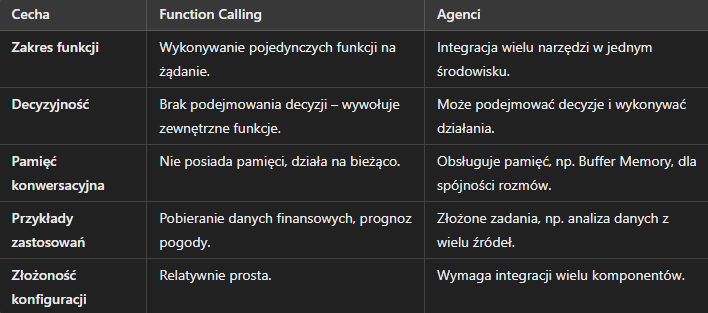 Cecha Function Calling Agenci
Zakres funkcji Wykonywanie pojedynczych funkcji na Integracja wielu narzędzi w jednym
żądanie. środowisku.
Decyzyjność Brak podejmowania decyzji – wywołuje Może podejmować decyzje i wykonywać
zewnętrzne funkcje. działania.
Pamięć Nie posiada pamięci, działa na bieżąco. Obsługuje pamięć, np. Buffer Memory, dla
konwersacyjna spójności rozmów.
Przykłady Pobieranie danych finansowych, prognoz Złożone zadania, np. analiza danych z
zastosowań pogody. wielu źródeł.
Złożoność Relatywnie prosta. Wymaga integracji wielu komponentów.
konfiguracji